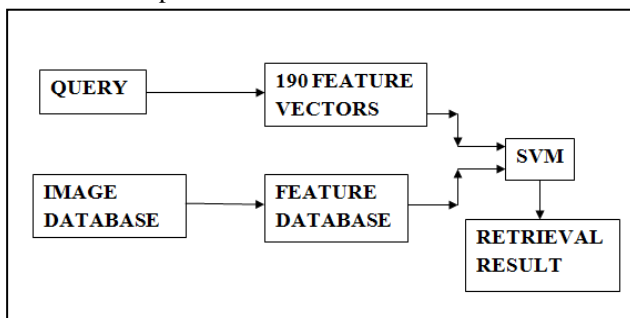 QUERY
190 FEATURE
VECTORS
SVM
IMAGE
DATABASE
FEATURE
DATABASE
RETRIEVAL
RESULT